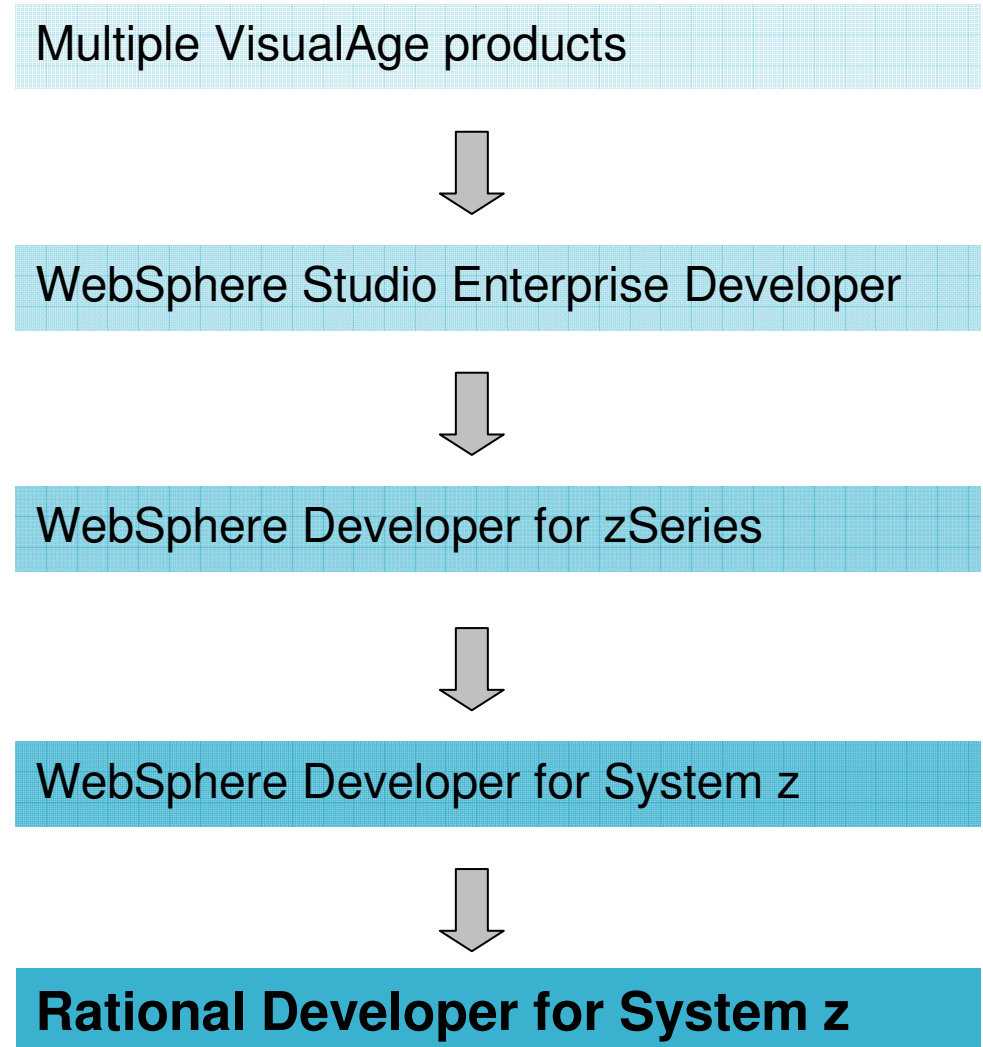 Multiple VisualAge products
WebSphere Studio Enterprise Developer
WebSphere Developer for zSeries
WebSphere Developer for System z
Rational Developer for System z